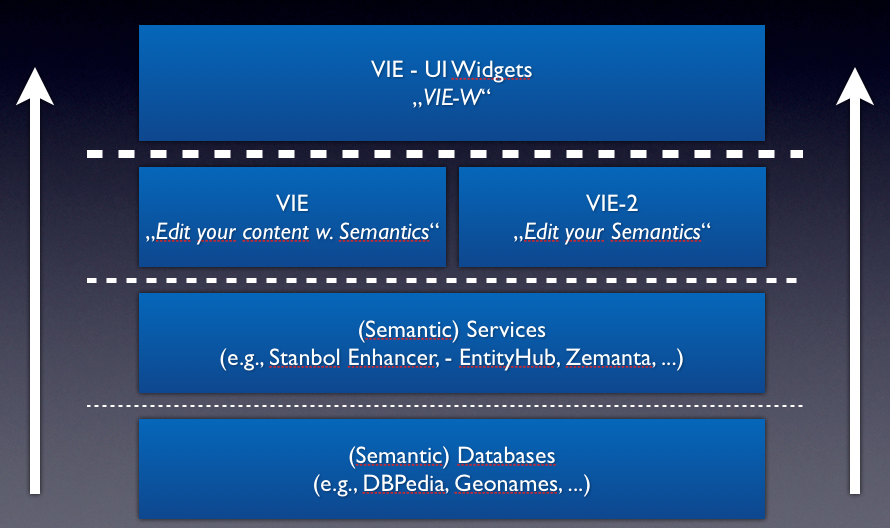 VIE - UI Widgets
„VIE-W“
VIE
„Edit your content w. Semantics“
VIE-2
„Edit your Semantics“
(Semantic) Services
(e.g., Stanbol Enhancer, - EntityHub, Zemanta, ...)
(Semantic) Databases
(e.g., DBPedia, Geonames, ...)